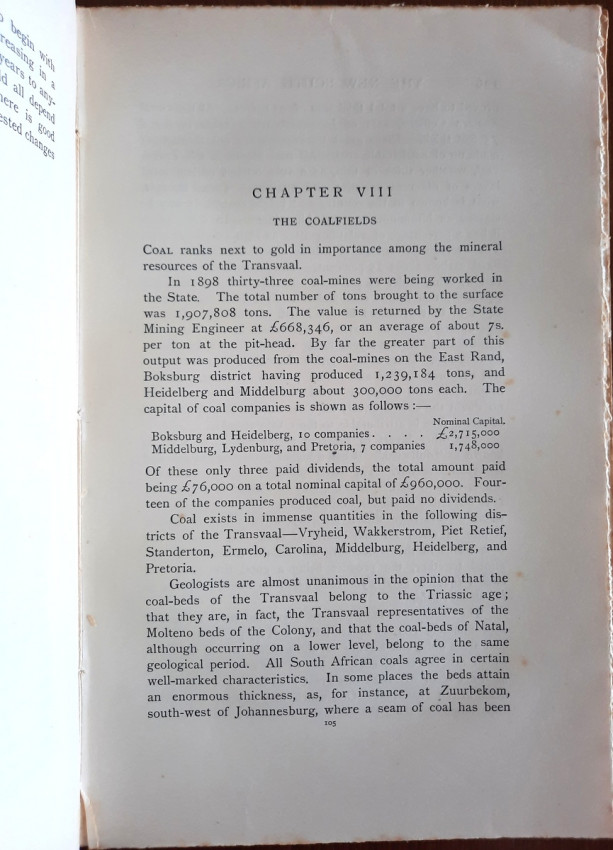 begin with
reasing in a
years to any-
all depend
here is good
ested changes
CHAPTER VIII
THE COALFIELDS
COAL ranks next to gold in importance among the mineral
resources of the Transvaal.
In 1898 thirty-three coal-mines were being worked in
the State. The total number of tons brought to the surface
was 1,907,808 tons. The value is returned by the State
Mining Engineer at £668,346, or an average of about 7s.
per ton at the pit-head. By far the greater part of this
output was produced from the coal-mines on the East Rand,
Boksburg district having produced 1,239,184 tons, and
Heidelberg and Middelburg about 300,000 tons each. The
capital of coal companies is shown as follows :—
Nominal Capital.
Boksburg and Heidelberg, 10 companies . . . . £2,715,000
Middelburg, Lydenburg, and Pretoria, 7 companies 1,748,000
Of these only three paid dividends, the total amount paid
being £76,000 on a total nominal capital of £960,000. Four-
teen of the companies produced coal, but paid no dividends.
Coal exists in immense quantities in the following dis-
tricts of the Transvaal—Vryheid, Wakkerstrom, Piet Retief,
Standerton, Ermelo, Carolina, Middelburg, Heidelberg, and
Pretoria.
Geologists are almost unanimous in the opinion that the
coal-beds of the Transvaal belong to the Triassic age ;
that they are, in fact, the Transvaal representatives of the
Molteno beds of the Colony, and that the coal-beds of Natal,
although occurring on a lower level, belong to the same
geological period. All South African coals agree in certain
well-marked characteristics. In some places the beds attain
an enormous thickness, as, for instance, at Zuurbekom,
south-west of Johannesburg, where a seam of coal has been
105